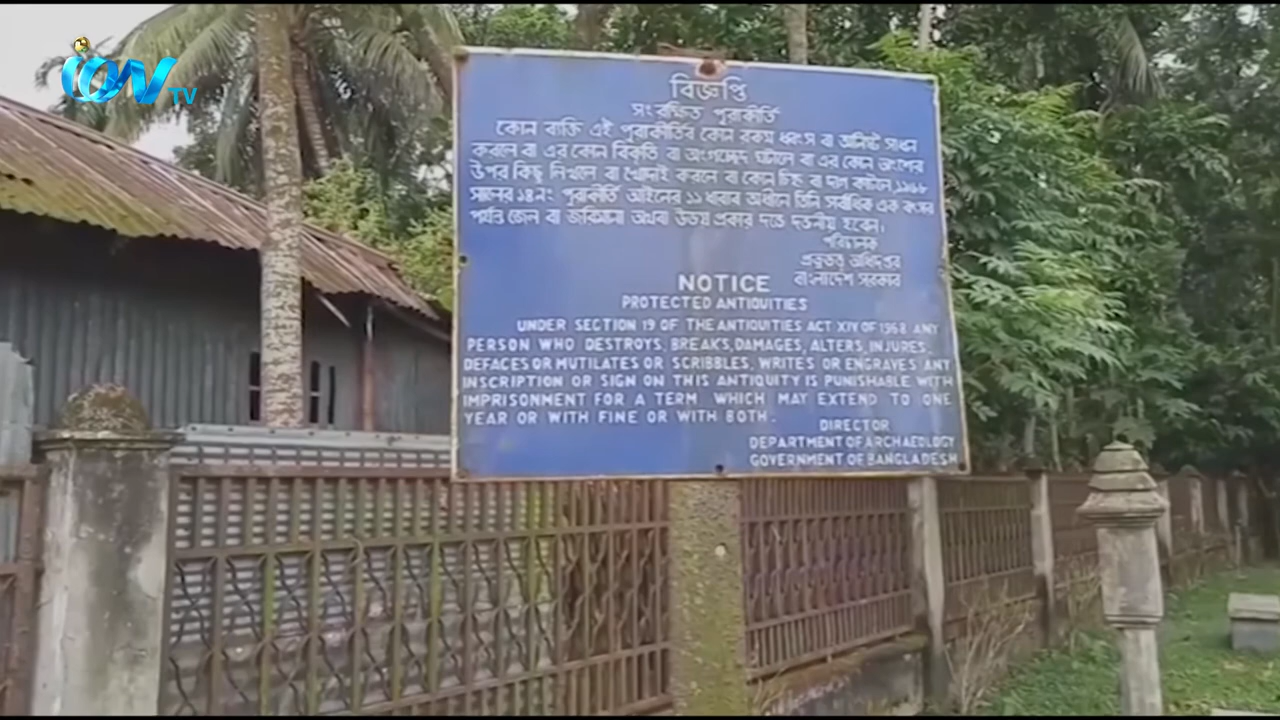 iON TV
বিজ্ঞপ্তি
সংরক্ষিত পুরাকীর্তি
কোন ব্যক্তি এই পুরাকীর্তির কোন রকম ধ্বংস বা অনিষ্ট সাধন
করলে বা এর কোন বিকৃতি বা অংগচ্ছেদ ঘটালে বা এর কোন অংশের
উপর কিছু লিখলে বা খোদাই করলে বা কোন চিহ্ন বা দাগ কাটলে, ১৯৬৮
সালের ১৪নং পুরাকীর্তি আইনের ১৯ ধারার অধীনে তিনি সর্বাধিক এক বৎসর
পর্যন্ত জেল বা জরিমানা অথবা উভয় প্রকার দন্ডে দন্ডনীয় হবেন।
পরিচালক
প্রত্নতত্ত্ব অধিদপ্তর
বাংলাদেশ সরকার
NOTICE
PROTECTED ANTIQUITIES
UNDER SECTION 19 OF THE ANTIQUITIES ACT XIV OF 1968 ANY
PERSON WHO DESTROYS, BREAKS, DAMAGES, ALTERS, INJURES,
DEFACES OR MUTILATES OR SCRIBBLES, WRITES OR ENGRAVES ANY
INSCRIPTION OR SIGN ON THIS ANTIQUITY IS PUNISHABLE WITH
IMPRISONMENT FOR A TERM WHICH MAY EXTEND TO ONE
YEAR OR WITH FINE OR WITH BOTH.
DIRECTOR
DEPARTMENT OF ARCHAEOLOGY
GOVERNMENT OF BANGLADESH